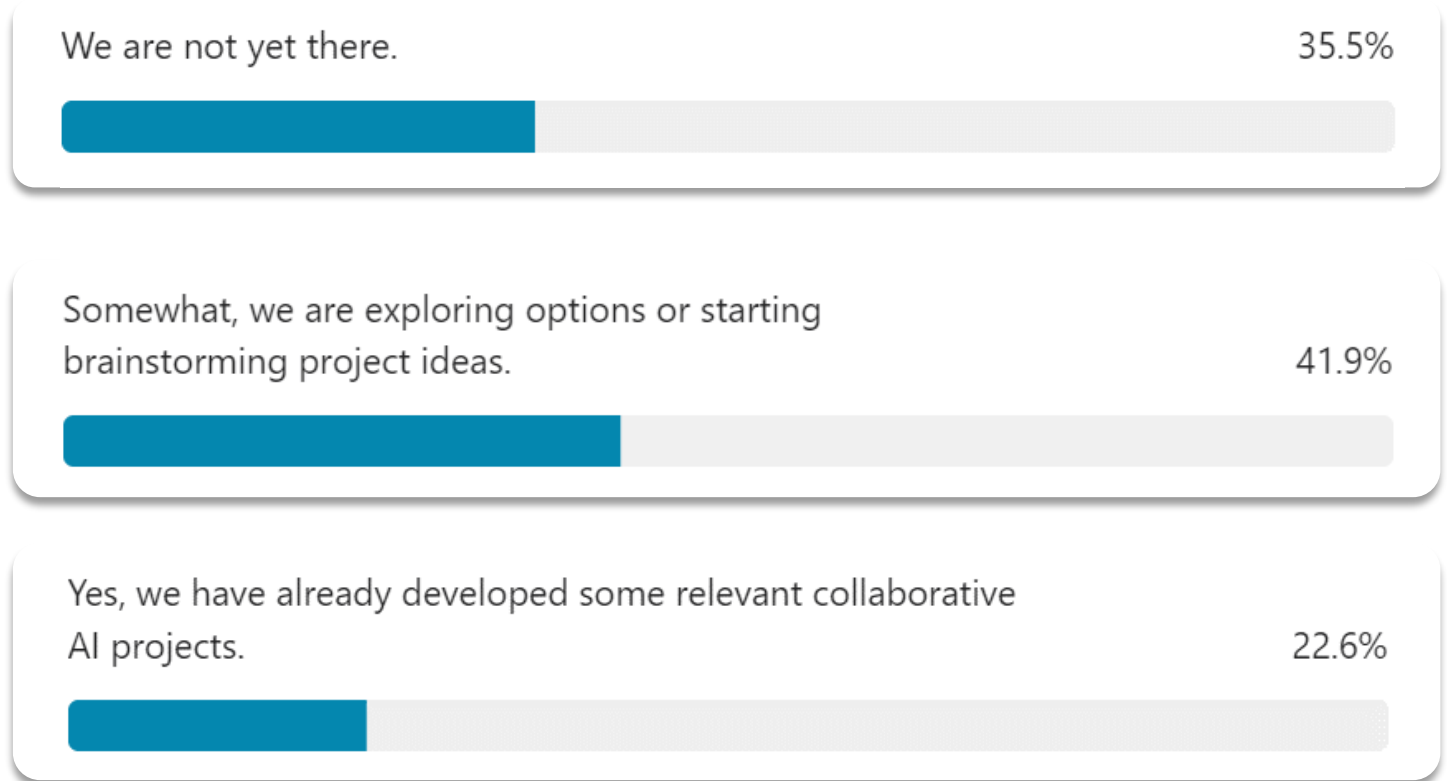 We are not yet there. 35.5%
Somewhat, we are exploring options or starting
brainstorming project ideas. 41.9%
Yes, we have already developed some relevant collaborative
AI projects. 22.6%